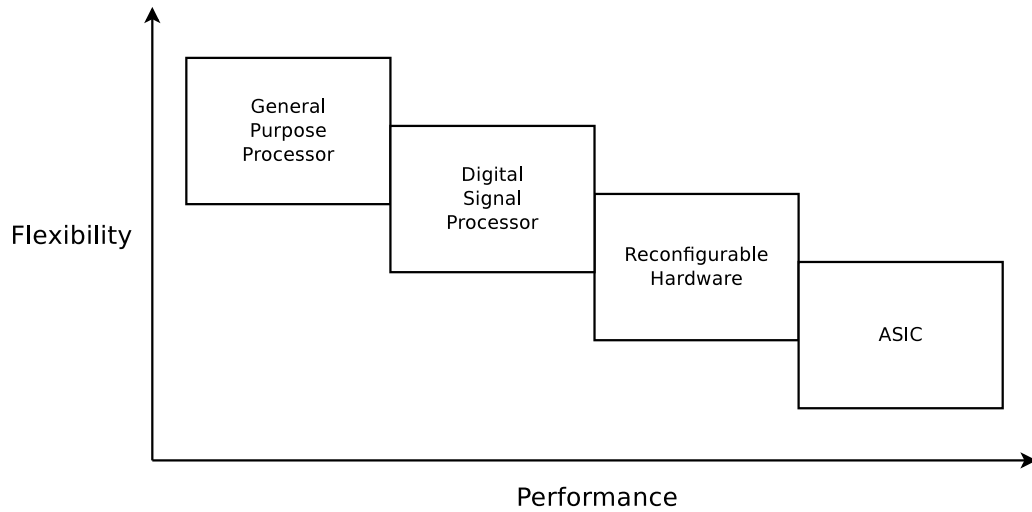 General
Purpose
Processor
Digital
Signal
Processor
Flexibility
Reconfigurable
Hardware
ASIC
Performance